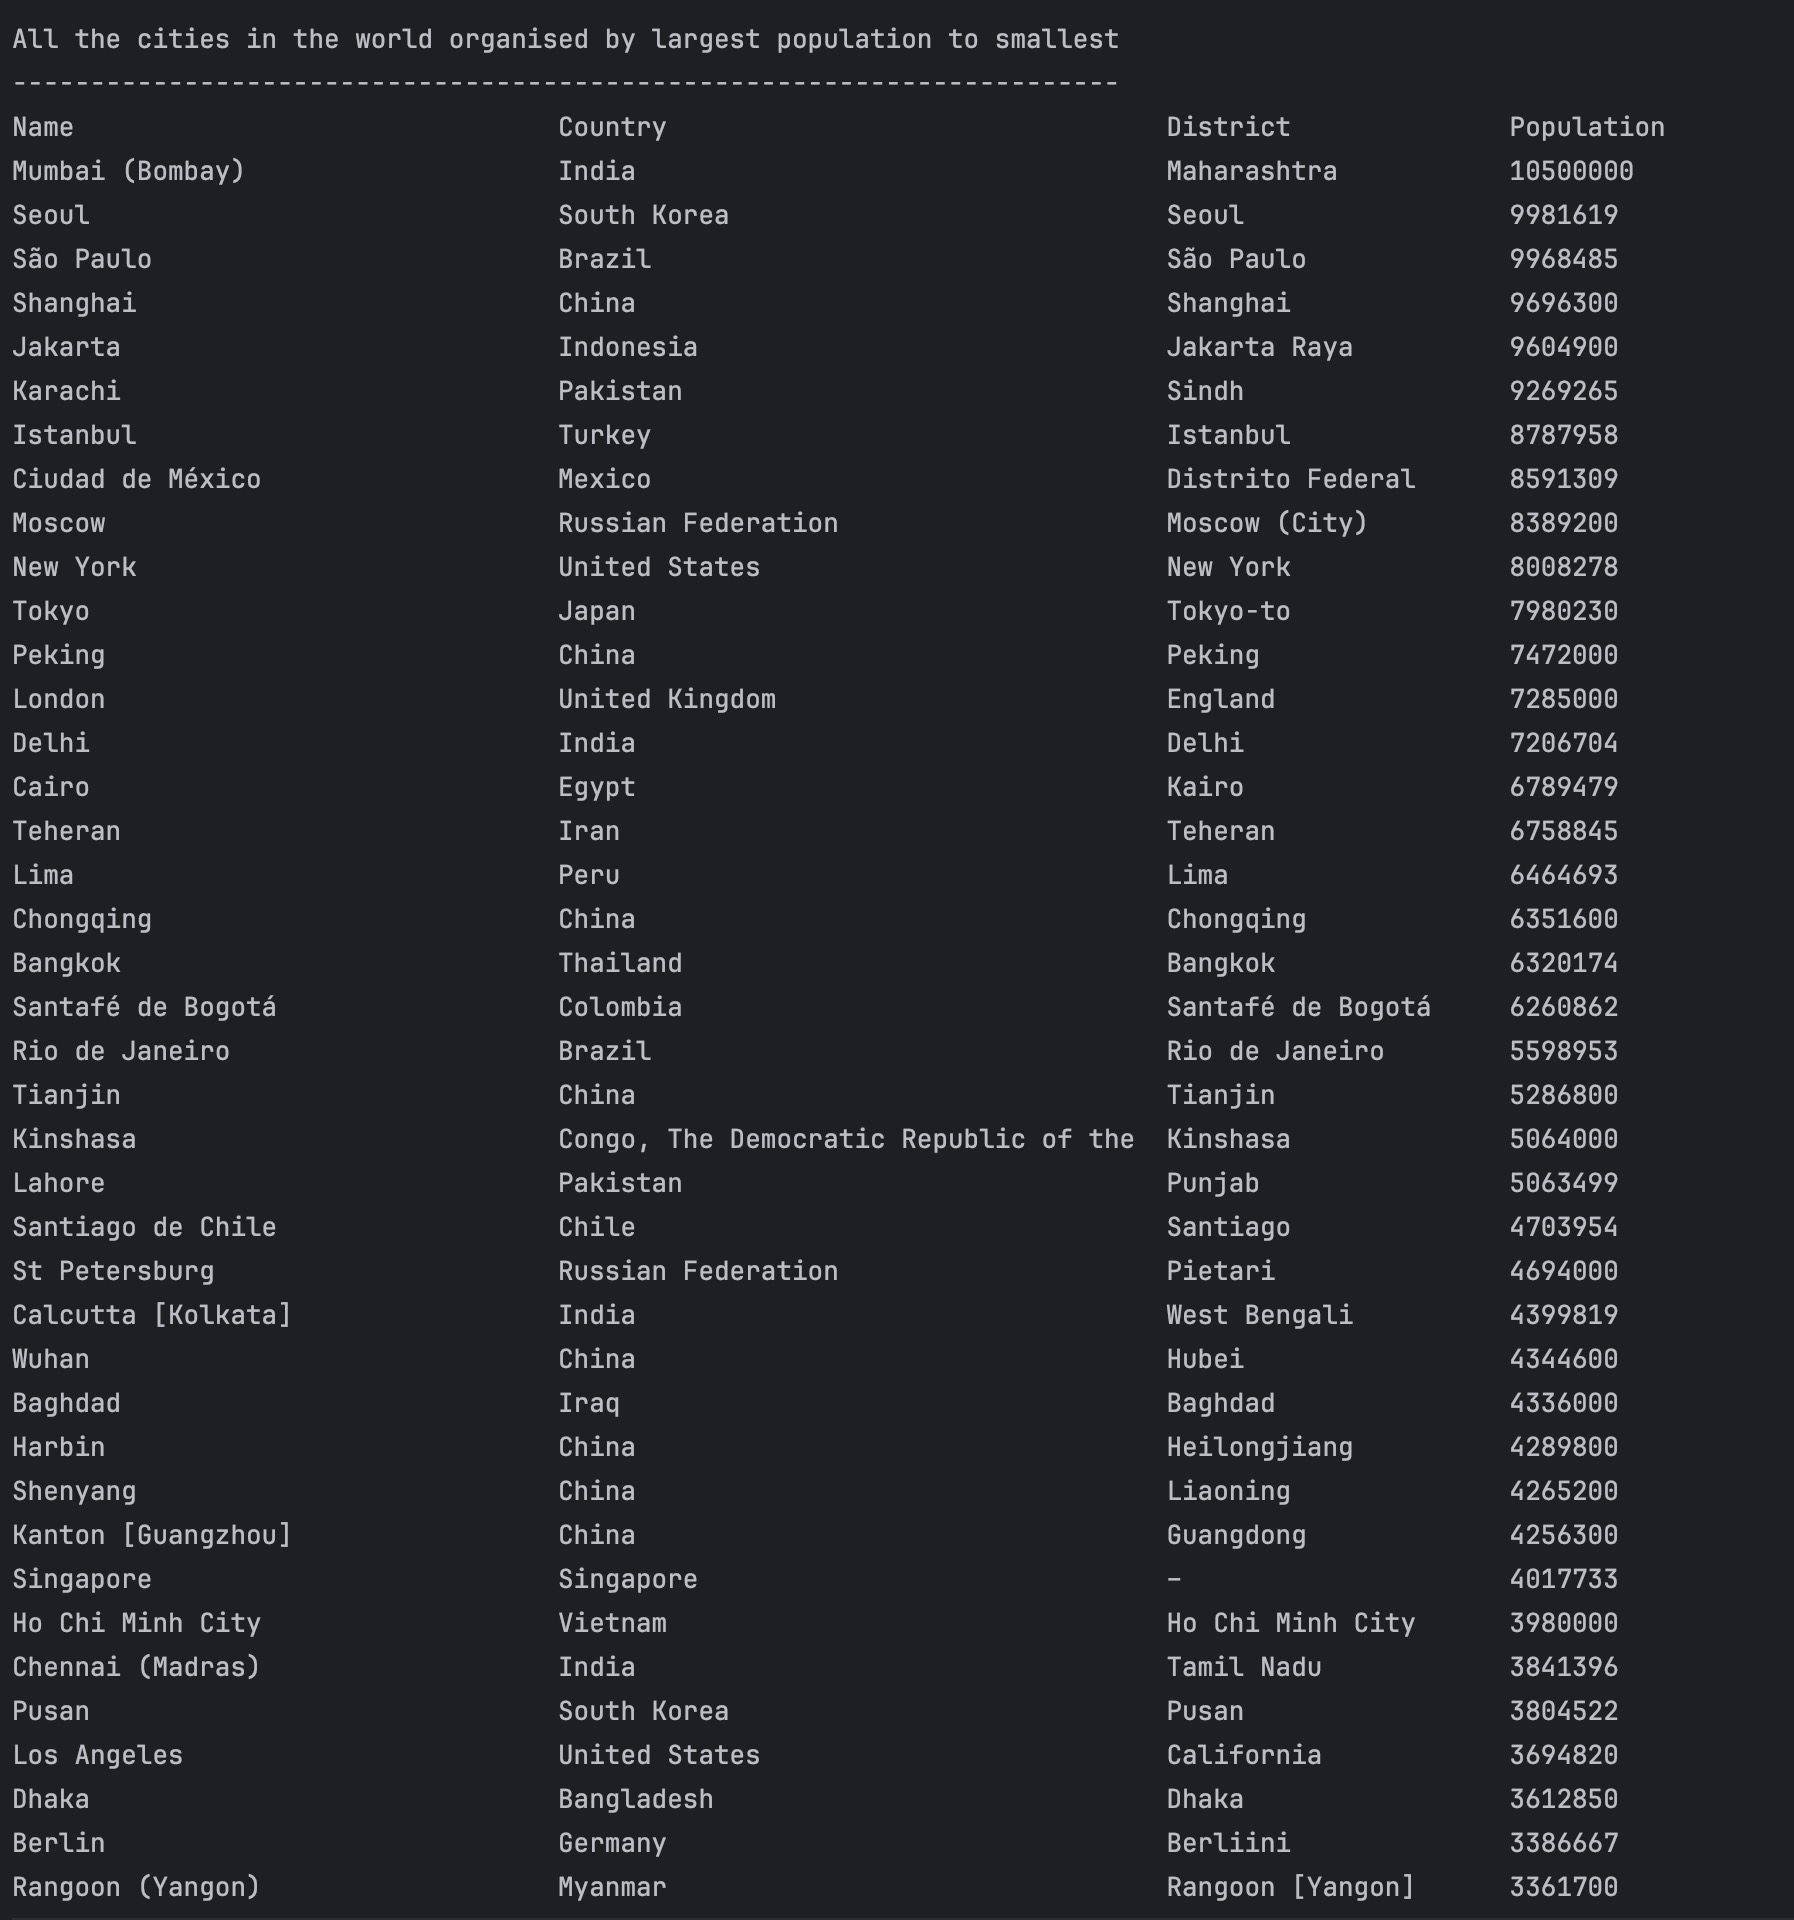 All the cities in the world organised by largest population to smallest
-----------------------------------------------------------------------
Name Country District Population
Mumbai (Bombay) India Maharashtra 10500000
Seoul South Korea Seoul 9981619
São Paulo Brazil São Paulo 9968485
Shanghai China Shanghai 9696300
Jakarta Indonesia Jakarta Raya 9604900
Karachi Pakistan Sindh 9269265
Istanbul Turkey Istanbul 8787958
Ciudad de México Mexico Distrito Federal 8591309
Moscow Russian Federation Moscow (City) 8389200
New York United States New York 8008278
Tokyo Japan Tokyo-to 7980230
Peking China Peking 7472000
London United Kingdom England 7285000
Delhi India Delhi 7206704
Cairo Egypt Kairo 6789479
Teheran Iran Teheran 6758845
Lima Peru Lima 6464693
Chongqing China Chongqing 6351600
Bangkok Thailand Bangkok 6320174
Santafé de Bogotá Colombia Santafé de Bogotá 6260862
Rio de Janeiro Brazil Rio de Janeiro 5598953
Tianjin China Tianjin 5286800
Kinshasa Congo, The Democratic Republic of the Kinshasa 5064000
Lahore Pakistan Punjab 5063499
Santiago de Chile Chile Santiago 4703954
St Petersburg Russian Federation Pietari 4694000
Calcutta [Kolkata] India West Bengali 4399819
Wuhan China Hubei 4344600
Baghdad Iraq Baghdad 4336000
Harbin China Heilongjiang 4289800
Shenyang China Liaoning 4265200
Kanton [Guangzhou] China Guangdong 4256300
Singapore Singapore – 4017733
Ho Chi Minh City Vietnam Ho Chi Minh City 3980000
Chennai (Madras) India Tamil Nadu 3841396
Pusan South Korea Pusan 3804522
Los Angeles United States California 3694820
Dhaka Bangladesh Dhaka 3612850
Berlin Germany Berliini 3386667
Rangoon (Yangon) Myanmar Rangoon [Yangon] 3361700